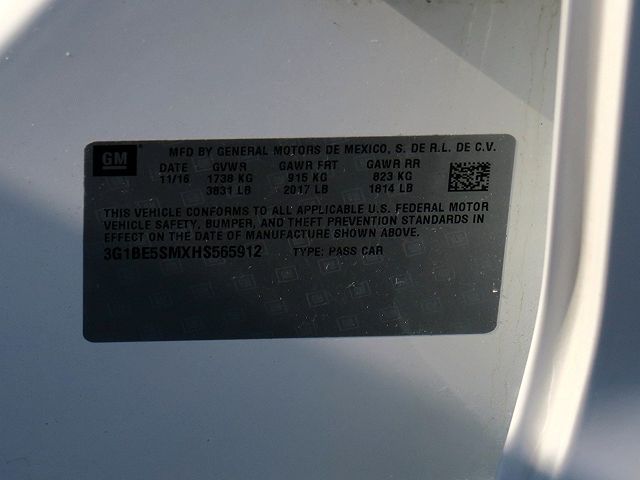 GM
MFD BY GENERAL MOTORS DE MEXICO, S. DE R.L. DE C.V.
DATE GVWR GAWR FRT GAWR RR
11/16 1738 KG 915 KG 823 KG
3831 LB 2017 LB 1814 LB
THIS VEHICLE CONFORMS TO ALL APPLICABLE U.S. FEDERAL MOTOR
VEHICLE SAFETY, BUMPER, AND THEFT PREVENTION STANDARDS IN
EFFECT ON THE DATE OF MANUFACTURE SHOWN ABOVE.
3G1BE5SMXHS565912 TYPE: PASS CAR